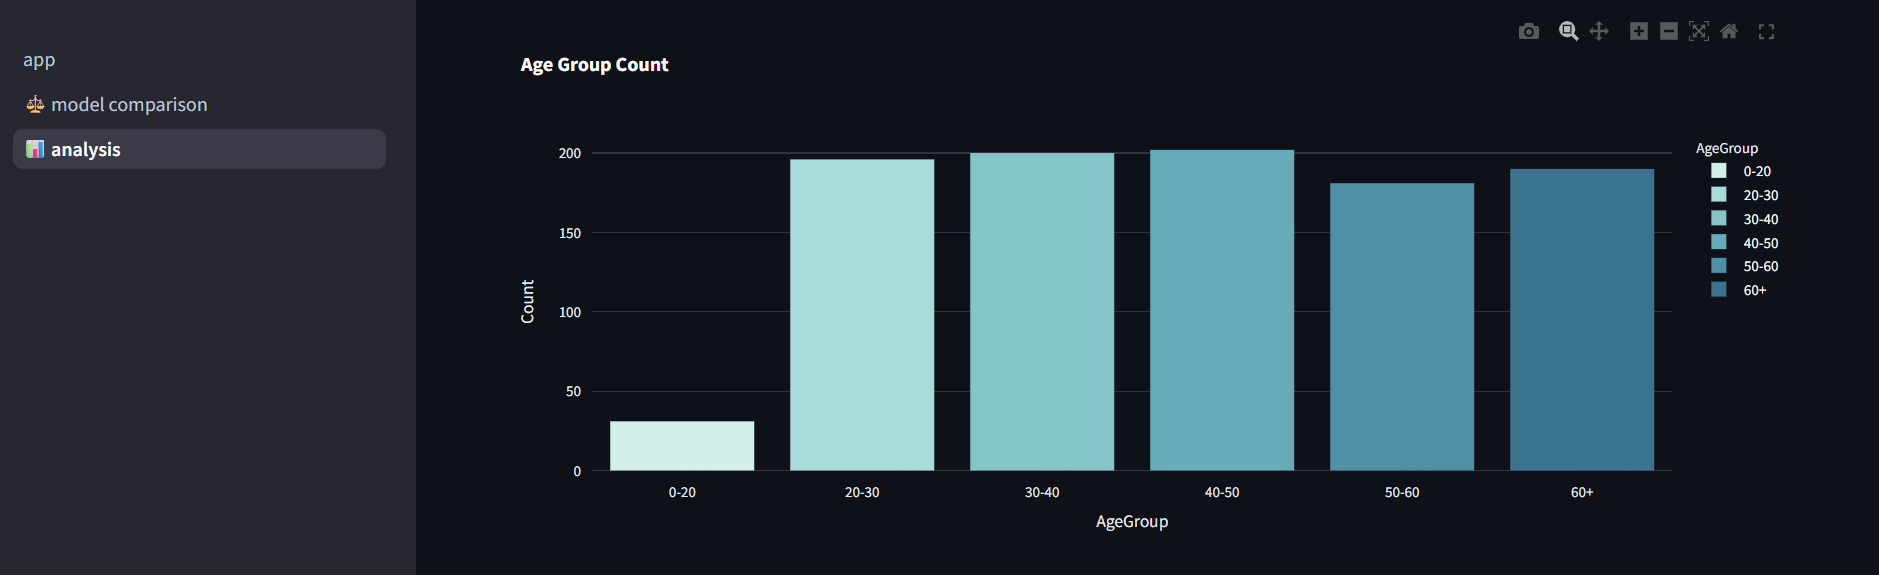 app
model comparison
analysis
Age Group Count
200
150
100
50
0
Count
0-20
20-30
30-40
40-50
50-60
60+
AgeGroup
AgeGroup
0-20
20-30
30-40
40-50
50-60
60+